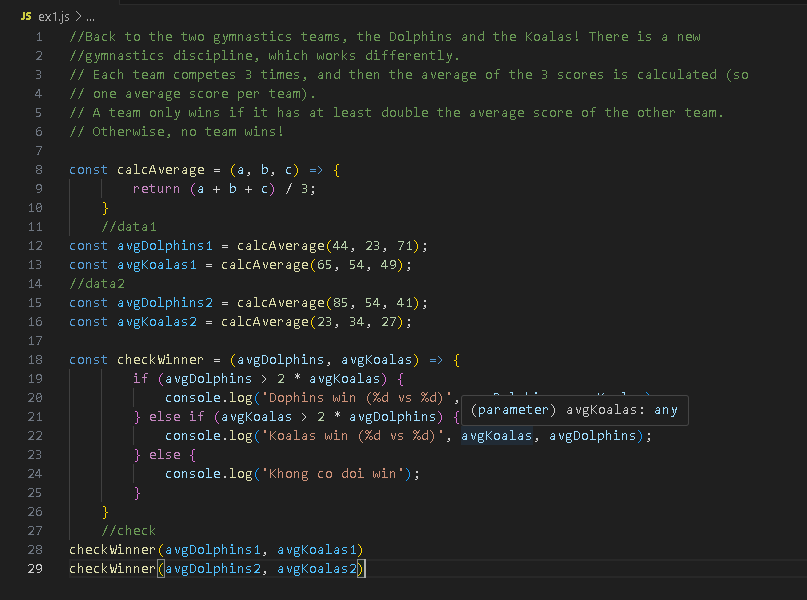 JS ex1.js > ...
1 //Back to the two gymnastics teams, the Dolphins and the Koalas! There is a new
2 //gymnastics discipline, which works differently.
3 // Each team competes 3 times, and then the average of the 3 scores is calculated (so
4 // one average score per team).
5 // A team only wins if it has at least double the average score of the other team.
6 // Otherwise, no team wins!
7
8 const calcAverage = (a, b, c) => {
9 return (a + b + c) / 3;
10 }
11 //data1
12 const avgDolphins1 = calcAverage(44, 23, 71);
13 const avgKoalas1 = calcAverage(65, 54, 49);
14 //data2
15 const avgDolphins2 = calcAverage(85, 54, 41);
16 const avgKoalas2 = calcAverage(23, 34, 27);
17
18 const checkWinner = (avgDolphins, avgKoalas) => {
19 if (avgDolphins > 2 * avgKoalas) {
20 console.log('Dophins win (%d vs %d)',
21 } else if (avgKoalas > 2 * avgDolphins) { (parameter) avgKoalas: any
22 console.log('Koalas win (%d vs %d)', avgKoalas, avgDolphins);
23 } else {
24 console.log('Khong co doi win');
25 }
26 }
27 //check
28 checkWinner(avgDolphins1, avgKoalas1)
29 checkWinner(avgDolphins2, avgKoalas2)